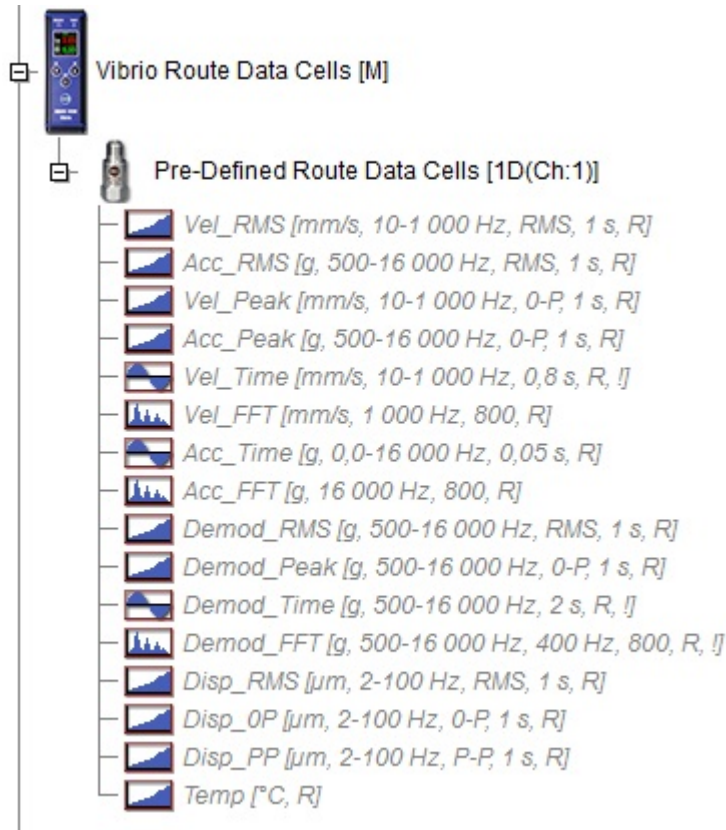 Vibrio Route Data Cells [M]
Pre-Defined Route Data Cells [1D(Ch:1)]
Vel_RMS [mm/s, 10-1 000 Hz, RMS, 1 s, R]
Acc_RMS [g, 500-16 000 Hz, RMS, 1 s, R]
Vel_Peak [mm/s, 10-1 000 Hz, 0-P, 1 s, R]
Acc_Peak [g, 500-16 000 Hz, 0-P, 1 s, R]
Vel_Time [mm/s, 10-1 000 Hz, 0,8 s, R, !]
Vel_FFT [mm/s, 1 000 Hz, 800, R]
Acc_Time [g, 0,0-16 000 Hz, 0,05 s, R]
Acc_FFT [g, 16 000 Hz, 800, R]
Demod_RMS [g, 500-16 000 Hz, RMS, 1 s, R]
Demod_Peak [g, 500-16 000 Hz, 0-P, 1 s, R]
Demod_Time [g, 500-16 000 Hz, 2 s, R, !]
Demod_FFT [g, 500-16 000 Hz, 400 Hz, 800, R, !]
Disp_RMS [µm, 2-100 Hz, RMS, 1 s, R]
Disp_0P [µm, 2-100 Hz, 0-P, 1 s, R]
Disp_PP [µm, 2-100 Hz, P-P, 1 s, R]
Temp [°C, R]